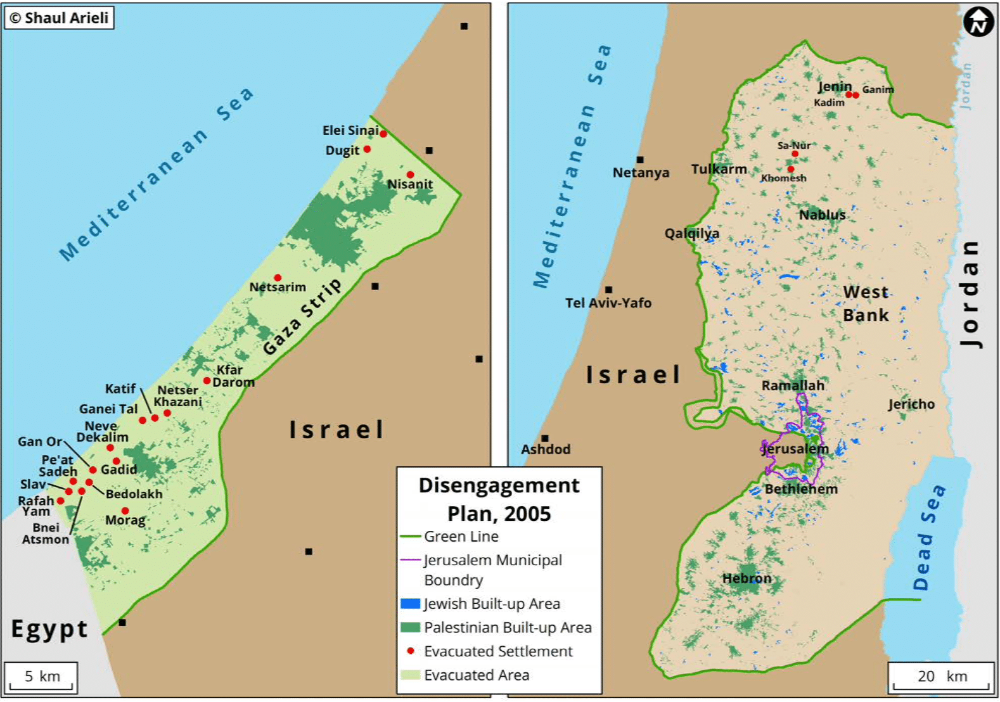 © Shaul Arieli
Mediterranean Sea
Elei Sinai
Dugit
Nisanit
Netsarim
Gaza Strip
Kfar
Darom
Katif
Netser
Khazani
Ganei Tal
Neve
Dekalim
Gan Or
Pe'at
Sadeh
Gadid
Slav
Bedolakh
Rafah
Yam
Morag
Bnei
Atsmon
Israel
Egypt
5 km
Disengagement
Plan, 2005
Green Line
Jerusalem Municipal
Boundry
Jewish Built-up Area
Palestinian Built-up Area
Evacuated Settlement
Evacuated Area
N
Mediterranean Sea
Jordan
Jenin
Ganim
Kadim
Sa-Nur
Khomesh
Netanya
Tulkarm
Nablus
Qalqilya
West
Bank
Tel Aviv-Yafo
Jordan
Israel
Ramallah
Jericho
Ashdod
Jerusalem
Bethlehem
Dead Sea
Hebron
20 km